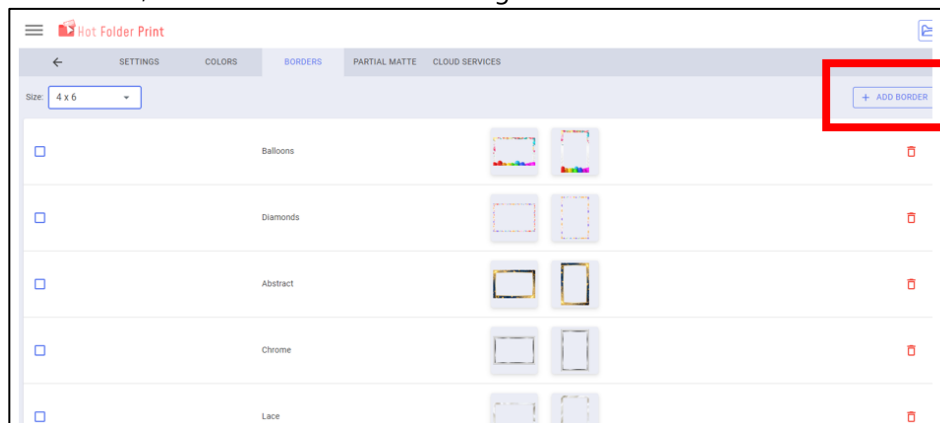 Hot Folder Print
SETTINGS COLORS BORDERS PARTIAL MATTE CLOUD SERVICES
Size: 4 x 6 + ADD BORDER
Balloons
Diamonds
Abstract
Chrome
Lace